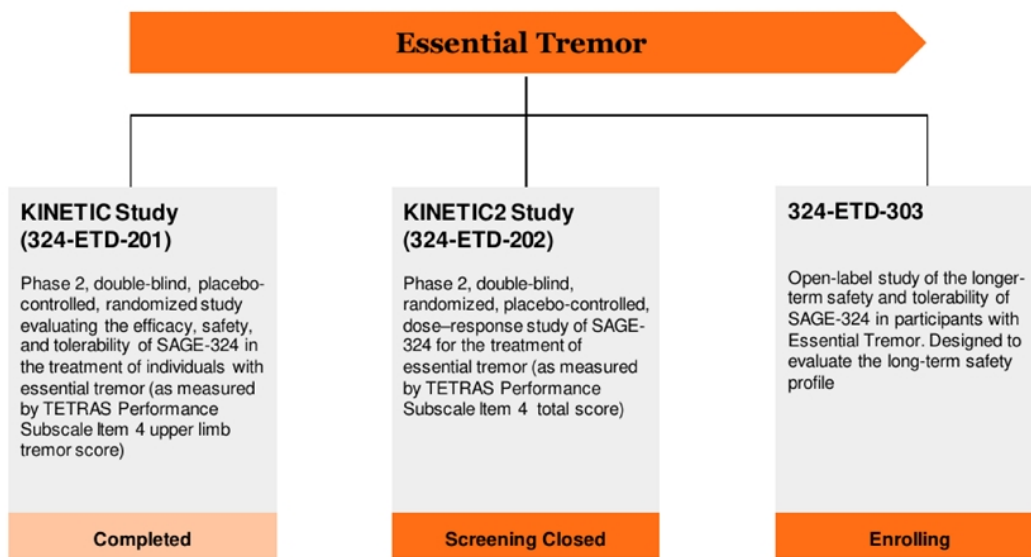 Essential Tremor
KINETIC Study
(324-ETD-201)
Phase 2, double-blind, placebo-
controlled, randomized study
evaluating the efficacy, safety,
and tolerability of SAGE-324 in
the treatment of individuals with
essential tremor (as measured
by TETRAS Performance
Subscale Item 4 upper limb
tremor score)
Completed
KINETIC2 Study
(324-ETD-202)
Phase 2, double-blind,
randomized, placebo-controlled,
dose–response study of SAGE-
324 for the treatment of
essential tremor (as measured
by TETRAS Performance
Subscale Item 4 total score)
Screening Closed
324-ETD-303
Open-label study of the longer-
term safety and tolerability of
SAGE-324 in participants with
Essential Tremor. Designed to
evaluate the long-term safety
profile
Enrolling